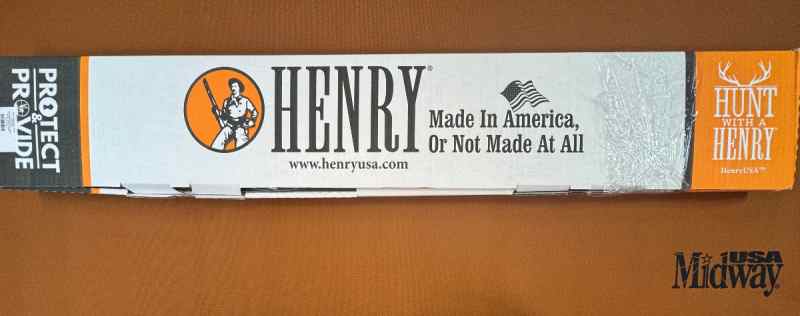 PROTECT
&
PROVIDE
HENRY®
Made In America,
Or Not Made At All
www.henryusa.com
HUNT
WITH A
HENRY
HenryUSA™
MidwayUSA